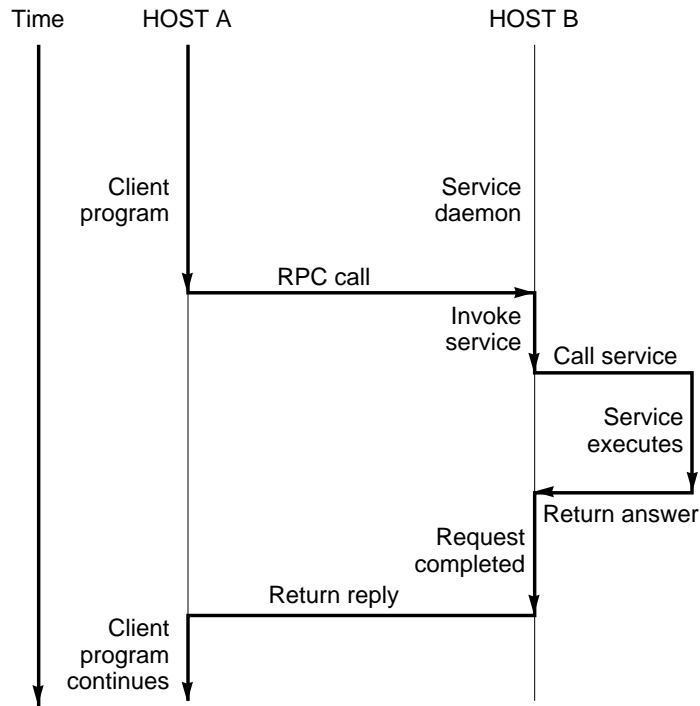 Time
HOST A
HOST B
Client
program
Service
daemon
RPC call
Invoke
service
Call service
Service
executes
Return answer
Request
completed
Return reply
Client
program
continues